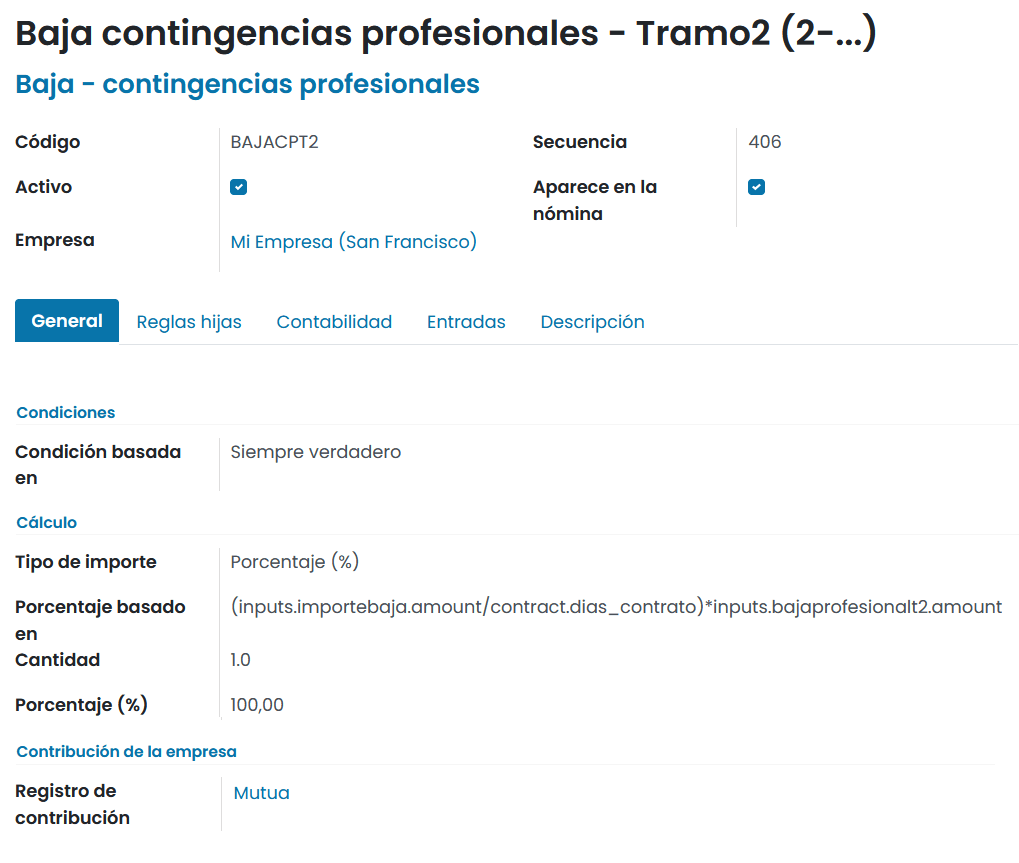 Baja contingencias profesionales - Tramo2 (2-...)
Baja - contingencias profesionales
Código BAJACPT2 Secuencia 406
Activo Aparece en la
nómina
Empresa Mi Empresa (San Francisco)
General Reglas hijas Contabilidad Entradas Descripción
Condiciones
Condición basada Siempre verdadero
en
Cálculo
Tipo de importe Porcentaje (%)
Porcentaje basado (inputs.importebaja.amount/contract.dias_contrato)*inputs.bajaprofesionalt2.amount
en
Cantidad 1.0
Porcentaje (%) 100,00
Contribución de la empresa
Registro de Mutua
contribución